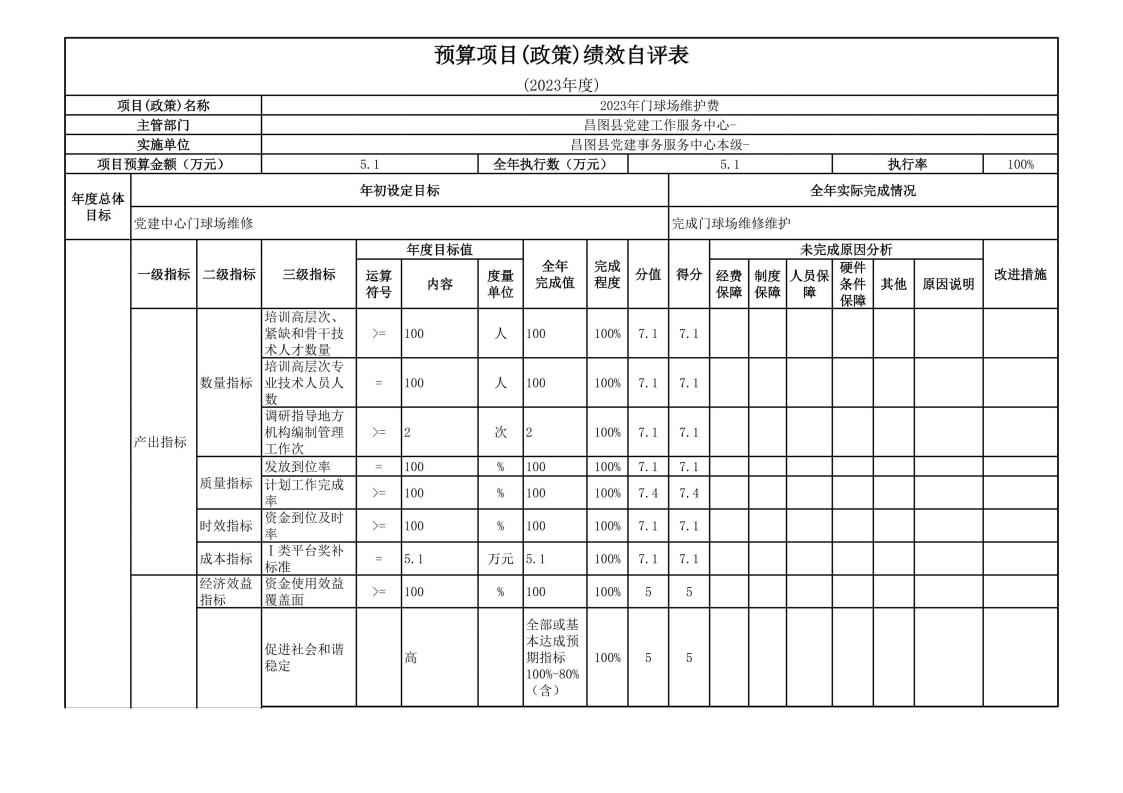 预算项目(政策)绩效自评表
(2023年度)
项目(政策)名称 2023年门球场维护费
主管部门 昌图县党建工作服务中心-
实施单位 昌图县党建事务服务中心本级-
项目预算金额（万元） 5.1 全年执行数（万元） 5.1 执行率 100%
年度总体
目标
年初设定目标 全年实际完成情况
党建中心门球场维修 完成门球场维修维护
一级指标 二级指标 三级指标 年度目标值 全年
完成值
完成
程度
分值 得分 未完成原因分析 改进措施
运算
符号
内容 度量
单位
经费
保障
制度
保障
人员保
障
硬件
条件
保障
其他 原因说明
产出指标
数量指标
培训高层次、
紧缺和骨干技
术人才数量
>= 100 人 100 100% 7.1 7.1
培训高层次专
业技术人员人
数
= 100 人 100 100% 7.1 7.1
调研指导地方
机构编制管理
工作次
>= 2 次 2 100% 7.1 7.1
质量指标
发放到位率 = 100 % 100 100% 7.1 7.1
计划工作完成
率
>= 100 % 100 100% 7.4 7.4
时效指标
资金到位及时
率
>= 100 % 100 100% 7.1 7.1
成本指标
Ⅰ类平台奖补
标准
= 5.1 万元 5.1 100% 7.1 7.1
经济效益
指标
资金使用效益
覆盖面
>= 100 % 100 100% 5 5
促进社会和谐
稳定
高
全部或基
本达成预
期指标
100%-80%
（含）
100% 5 5